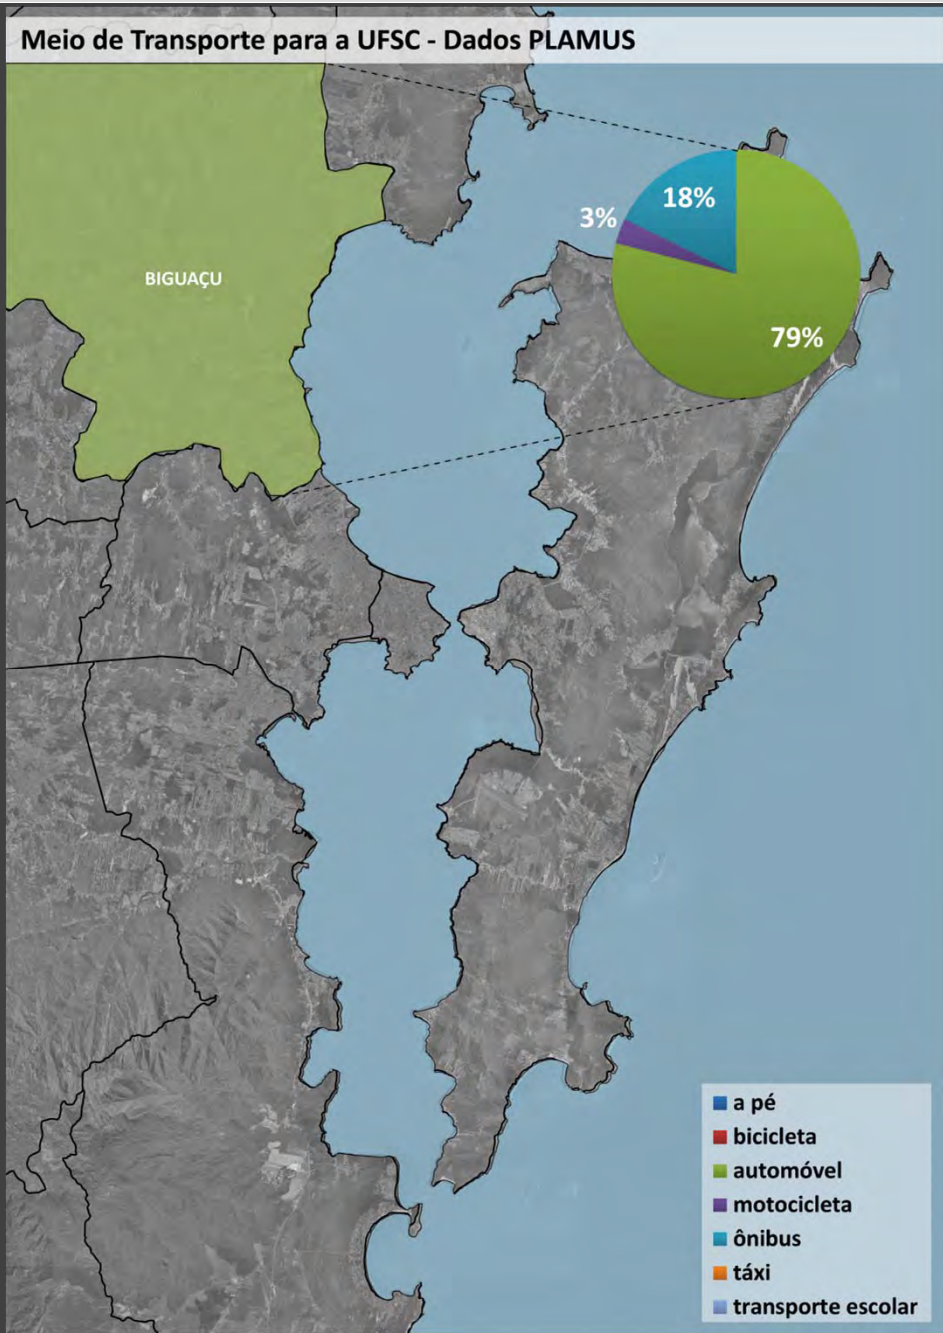 Meio de Transporte para a UFSC - Dados PLAMUS
18%
3%
BIGUAÇU
79%
a pé
bicicleta
automóvel
motocicleta
ônibus
táxi
transporte escolar